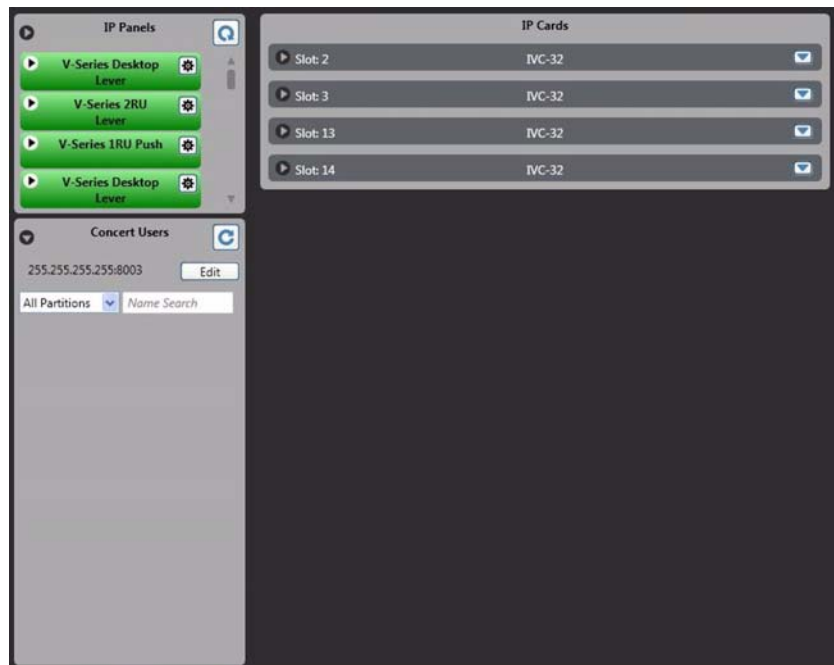 IP Panels
V-Series Desktop
Lever
V-Series 2RU
Lever
V-Series 1RU Push
V-Series Desktop
Lever
Concert Users
255.255.255.255:8003
Edit
All Partitions
Name Search
IP Cards
Slot: 2 IVC-32
Slot: 3 IVC-32
Slot: 13 IVC-32
Slot: 14 IVC-32